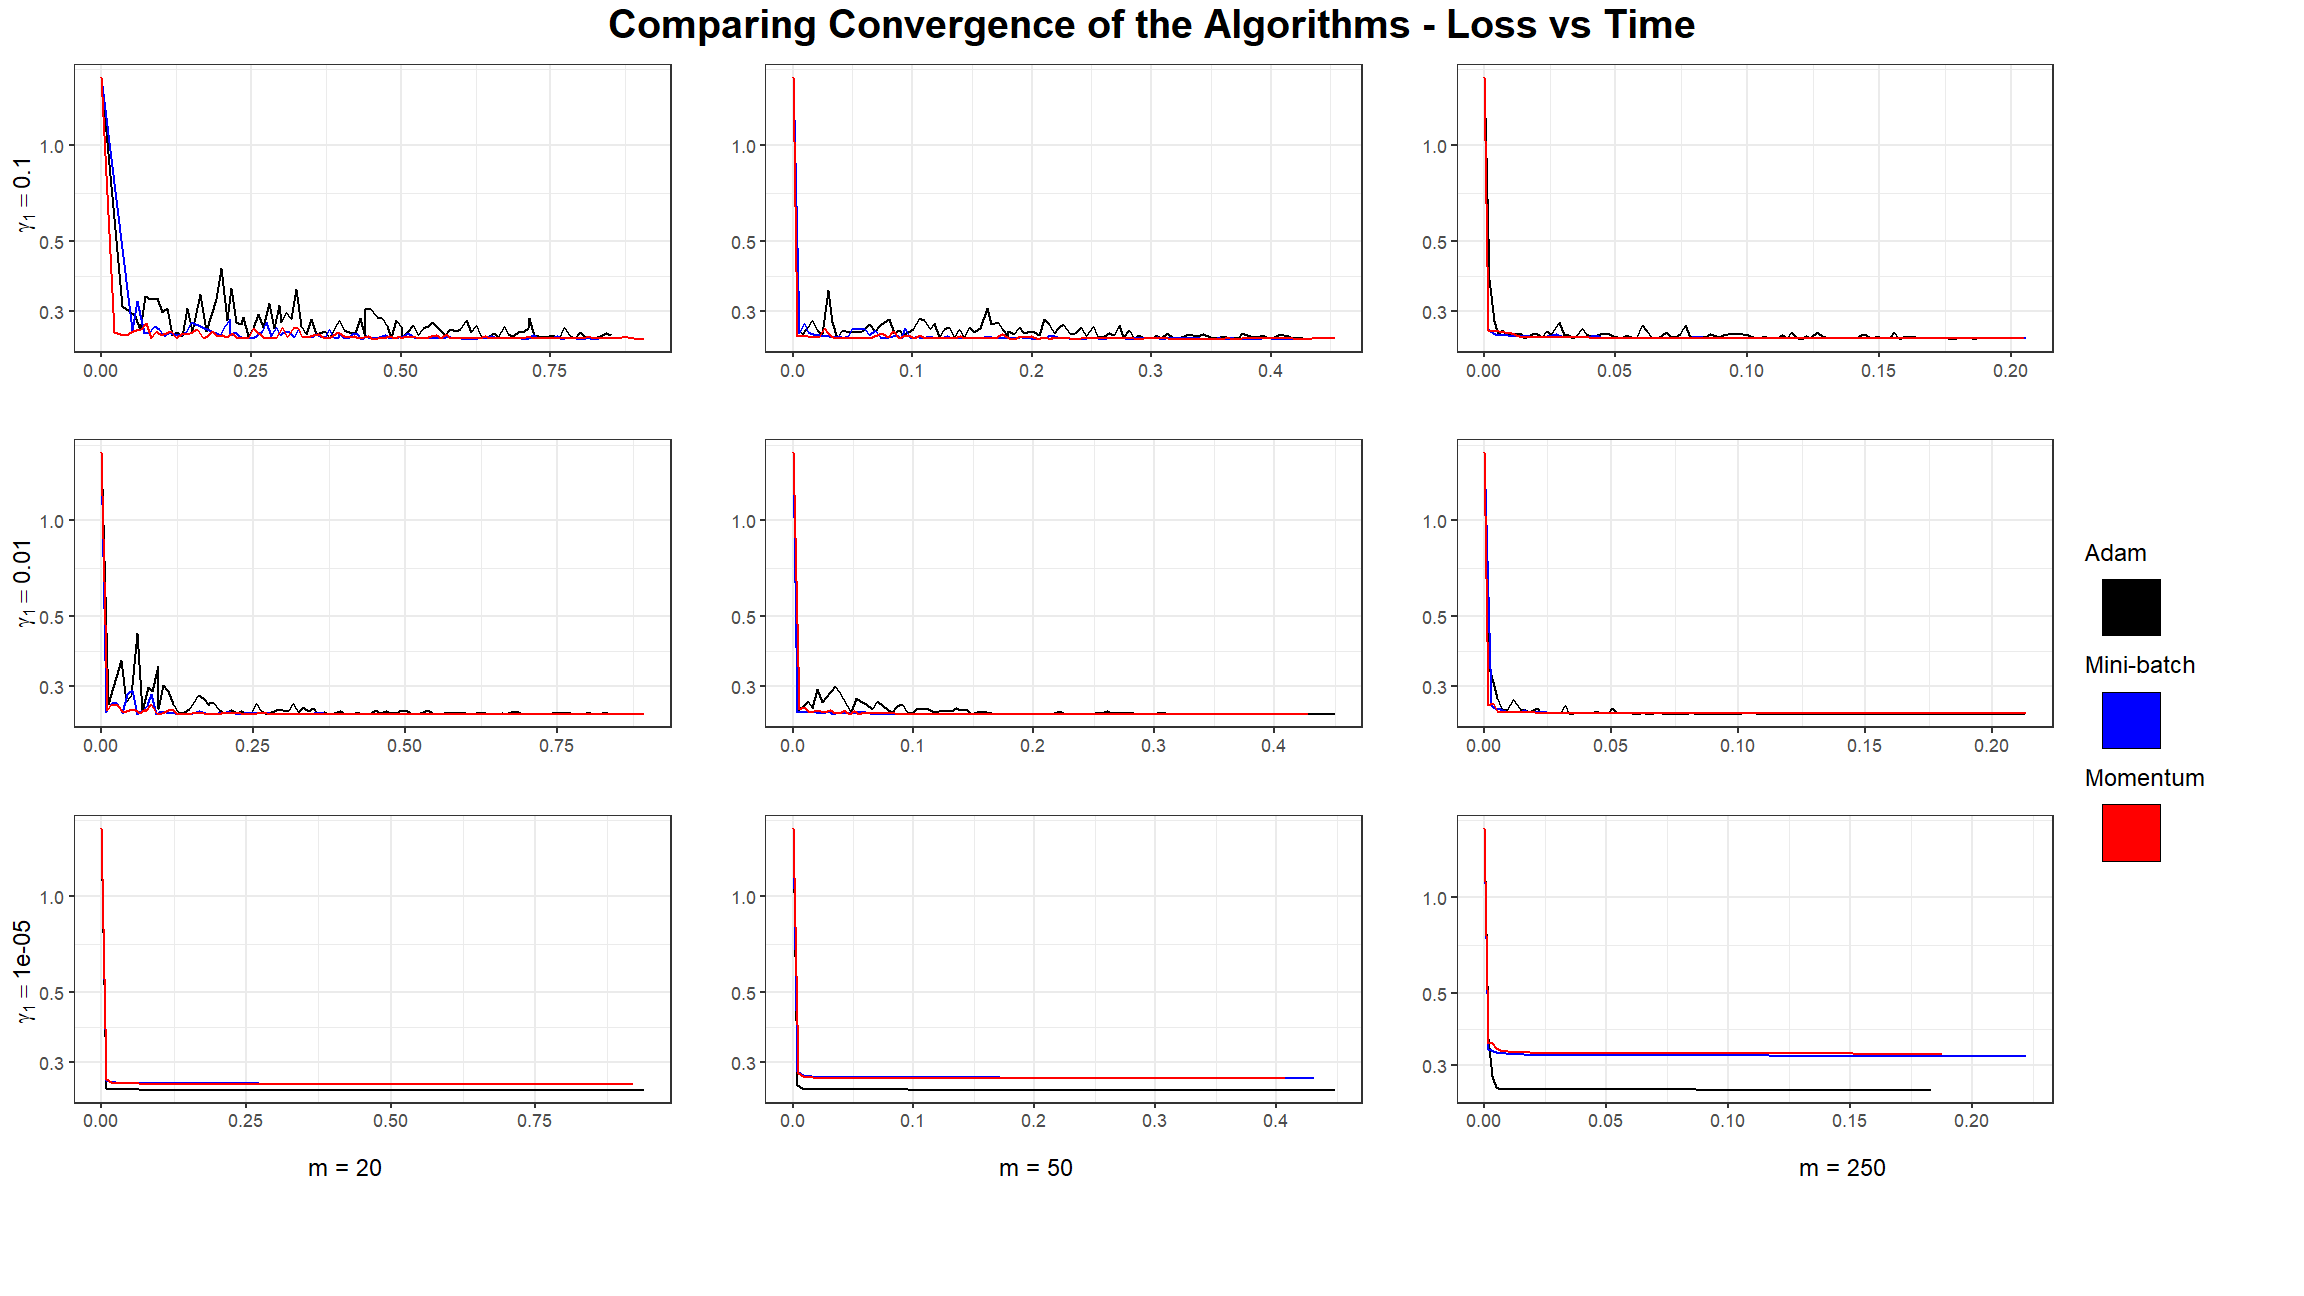 Comparing Convergence of the Algorithms - Loss vs Time
γ₁ = 0.1
1.0
0.5
0.3
0.00 0.25 0.50 0.75
1.0
0.5
0.3
0.0 0.1 0.2 0.3 0.4
1.0
0.5
0.3
0.00 0.05 0.10 0.15 0.20
γ₁ = 0.01
1.0
0.5
0.3
0.00 0.25 0.50 0.75
1.0
0.5
0.3
0.0 0.1 0.2 0.3 0.4
1.0
0.5
0.3
0.00 0.05 0.10 0.15 0.20
Adam
Mini-batch
Momentum
γ₁ = 1e-05
1.0
0.5
0.3
0.00 0.25 0.50 0.75
1.0
0.5
0.3
0.0 0.1 0.2 0.3 0.4
1.0
0.5
0.3
0.00 0.05 0.10 0.15 0.20
m = 20
m = 50
m = 250